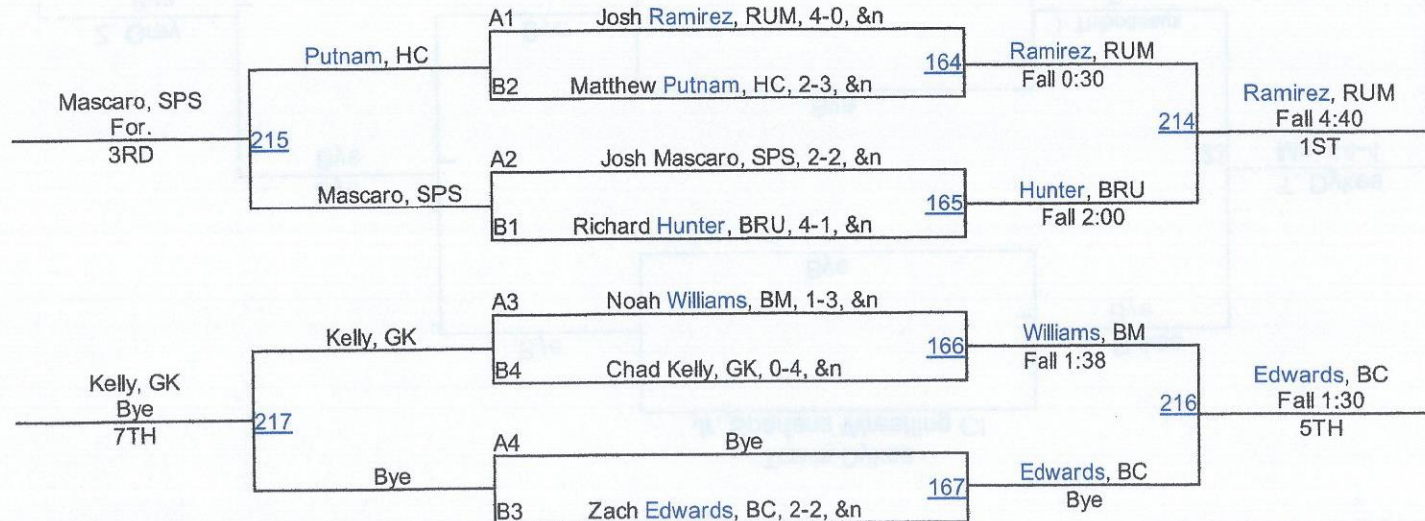 A1
Josh Ramirez, RUM, 4-0, &n
Putnam, HC
164
Ramirez, RUM
Fall 0:30
B2
Matthew Putnam, HC, 2-3, &n
Mascaro, SPS
For.
3RD
215
214
Ramirez, RUM
Fall 4:40
1ST
A2
Josh Mascaro, SPS, 2-2, &n
Mascaro, SPS
165
Hunter, BRU
Fall 2:00
B1
Richard Hunter, BRU, 4-1, &n
A3
Noah Williams, BM, 1-3, &n
Kelly, GK
166
Williams, BM
Fall 1:38
B4
Chad Kelly, GK, 0-4, &n
Kelly, GK
Bye
7TH
217
216
Edwards, BC
Fall 1:30
5TH
A4
Bye
Bye
167
Edwards, BC
Bye
B3
Zach Edwards, BC, 2-2, &n